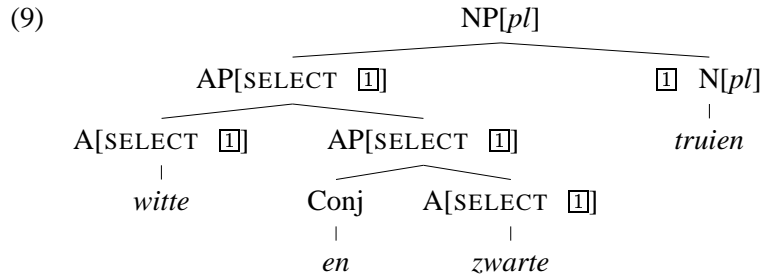 (9) NP[pl]
AP[SELECT 1] 1 N[pl]
A[SELECT 1] AP[SELECT 1] truien
witte Conj A[SELECT 1]
en zwarte